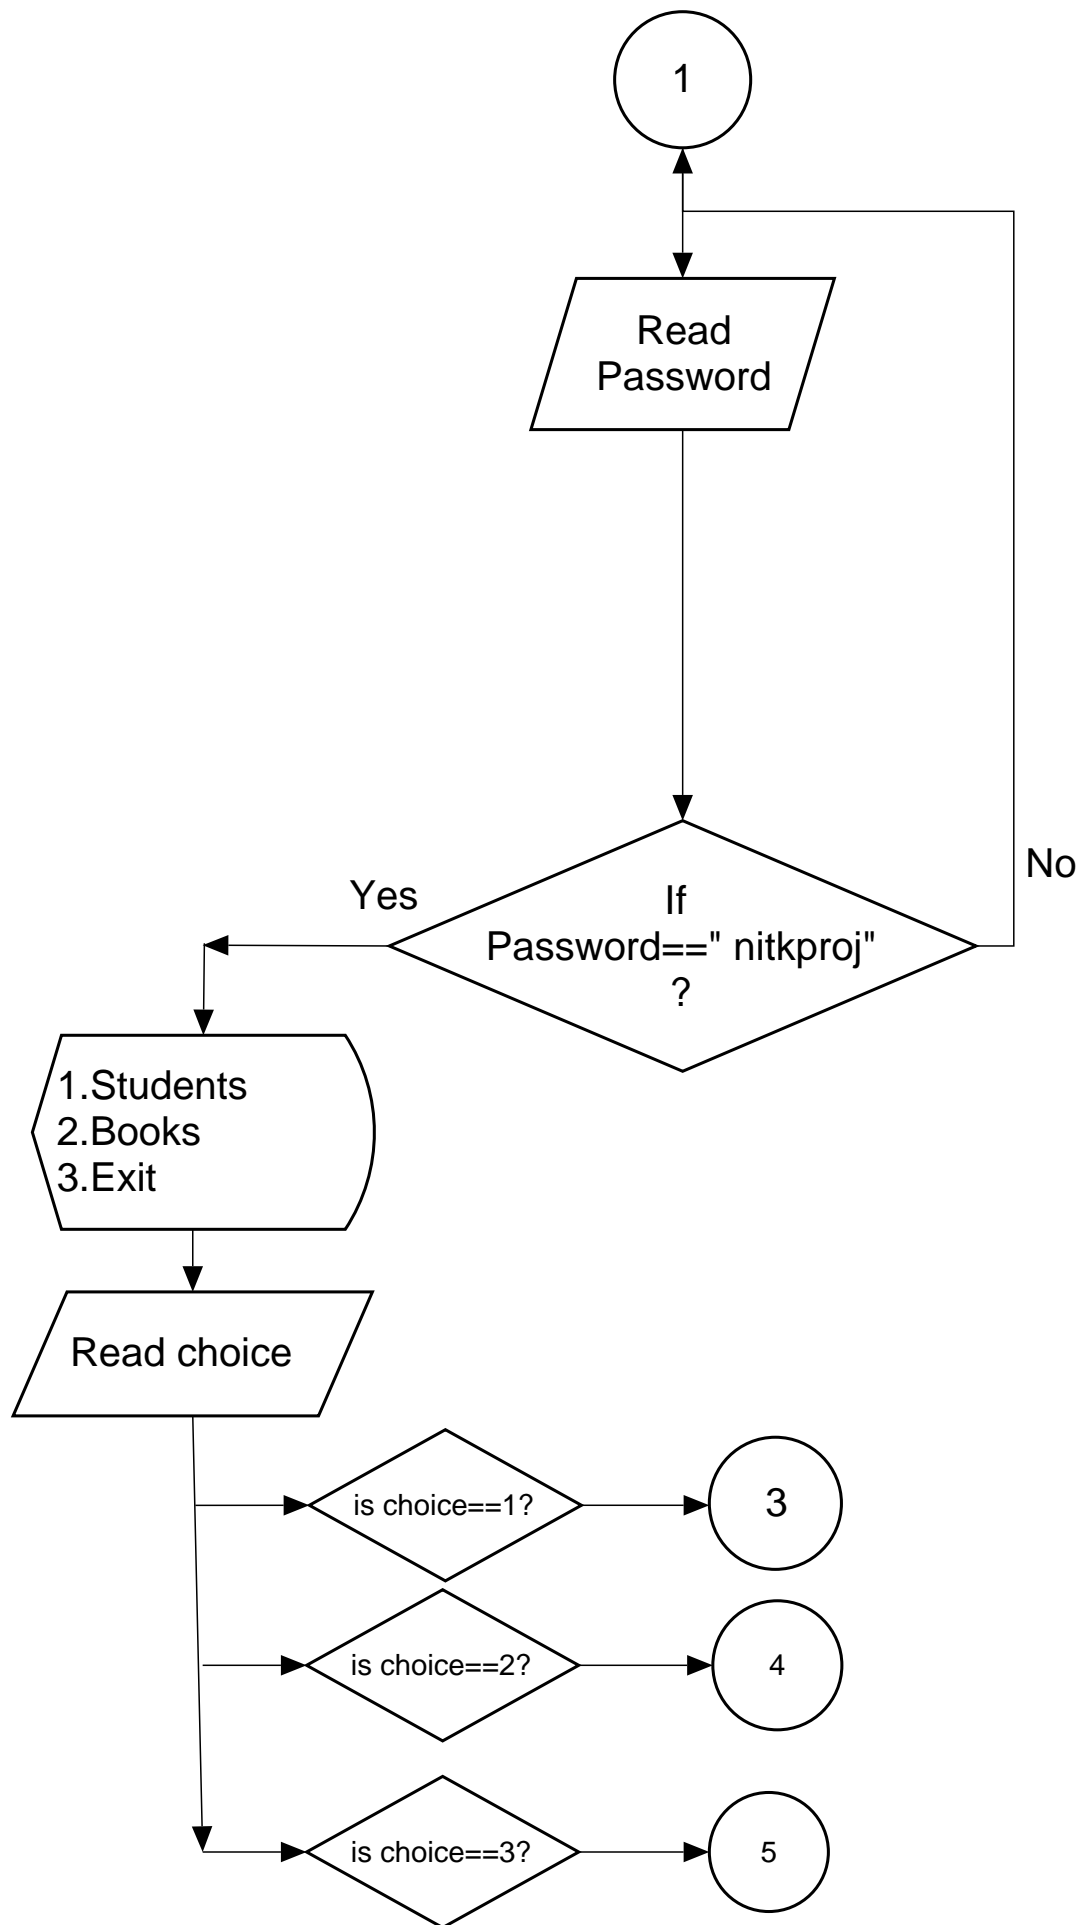 1
Read
Password
No
Yes
If
Password==" nitkproj"
?
1.Students
2.Books
3.Exit
Read choice
is choice==1?
3
is choice==2?
4
is choice==3?
5